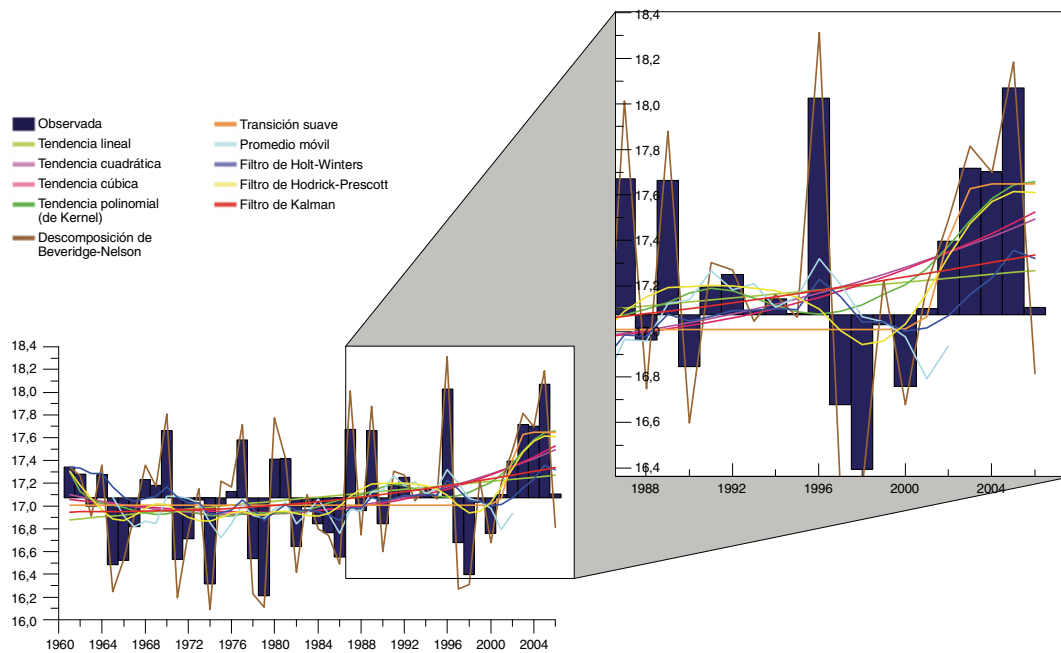 Observada
Tendencia lineal
Tendencia cuadrática
Tendencia cúbica
Tendencia polinomial
(de Kernel)
Descomposición de
Beveridge-Nelson
Transición suave
Promedio móvil
Filtro de Holt-Winters
Filtro de Hodrick-Prescott
Filtro de Kalman
18,4
18,2
18,0
17,8
17,6
17,4
17,2
17,0
16,8
16,6
16,4
16,2
16,0
1960 1964 1968 1972 1976 1980 1984 1988 1992 1996 2000 2004
18,4
18,2
18,0
17,8
17,6
17,4
17,2
17,0
16,8
16,6
16,4
1988 1992 1996 2000 2004